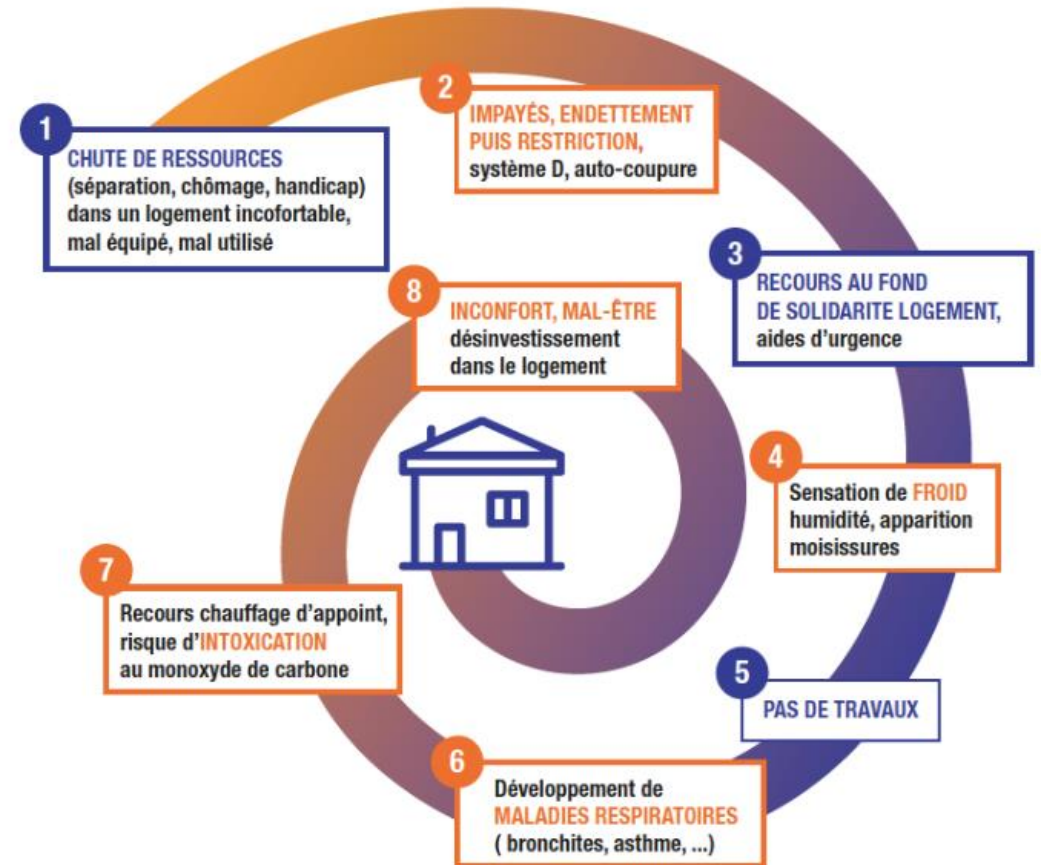 1
CHUTE DE RESSOURCES
(séparation, chômage, handicap)
dans un logement incofortable,
mal équipé, mal utilisé
2
IMPAYÉS, ENDETTEMENT
PUIS RESTRICTION,
système D, auto-coupure
3
RECOURS AU FOND
DE SOLIDARITE LOGEMENT,
aides d'urgence
4
Sensation de FROID
humidité, apparition
moisissures
5
PAS DE TRAVAUX
6
Développement de
MALADIES RESPIRATOIRES
( bronchites, asthme, ...)
7
Recours chauffage d'appoint,
risque d'INTOXICATION
au monoxyde de carbone
8
INCONFORT, MAL-ÊTRE
désinvestissement
dans le logement